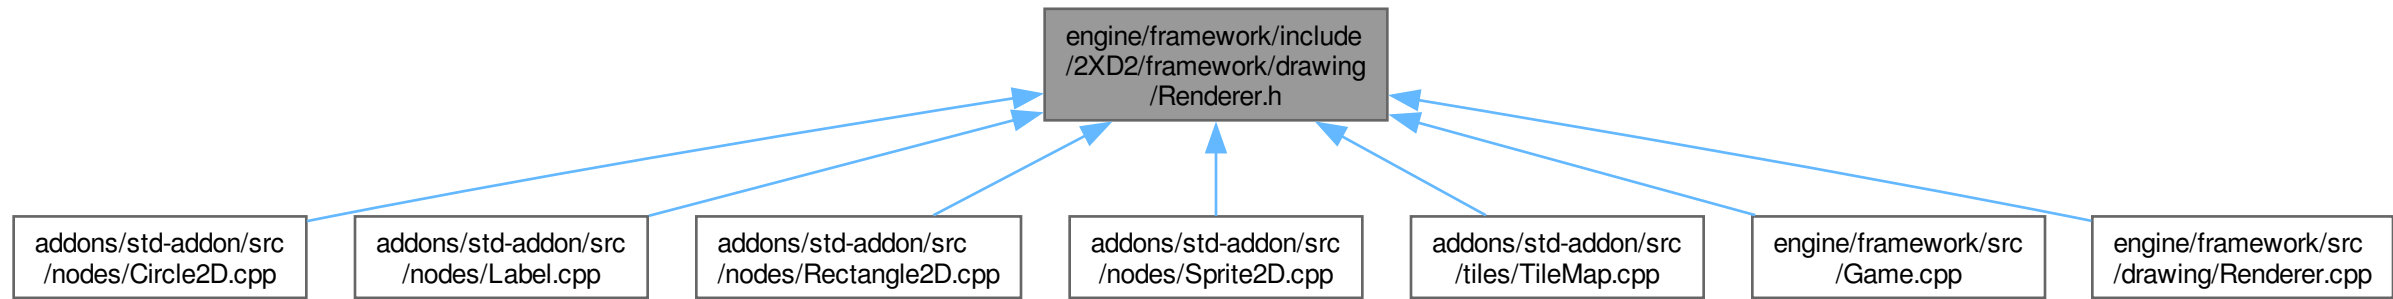 engine/framework/include
/2XD2/framework/drawing
/Renderer.h
addons/std-addon/src
/nodes/Circle2D.cpp
addons/std-addon/src
/nodes/Label.cpp
addons/std-addon/src
/nodes/Rectangle2D.cpp
addons/std-addon/src
/nodes/Sprite2D.cpp
addons/std-addon/src
/tiles/TileMap.cpp
engine/framework/src
/Game.cpp
engine/framework/src
/drawing/Renderer.cpp